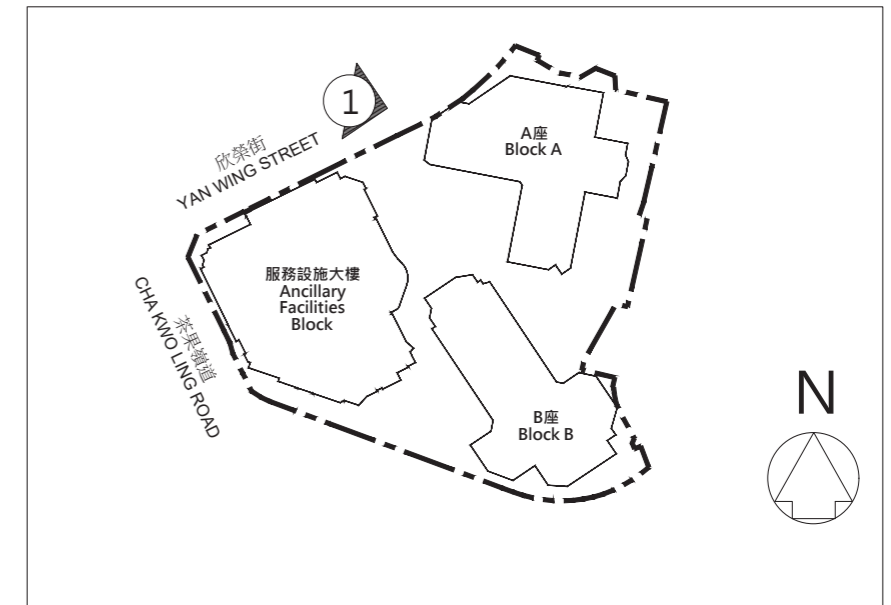 1
欣榮街
YAN WING STREET
A座
Block A
服務設施大樓
Ancillary
Facilities
Block
茶果嶺道
CHA KWO LING ROAD
B座
Block B
N